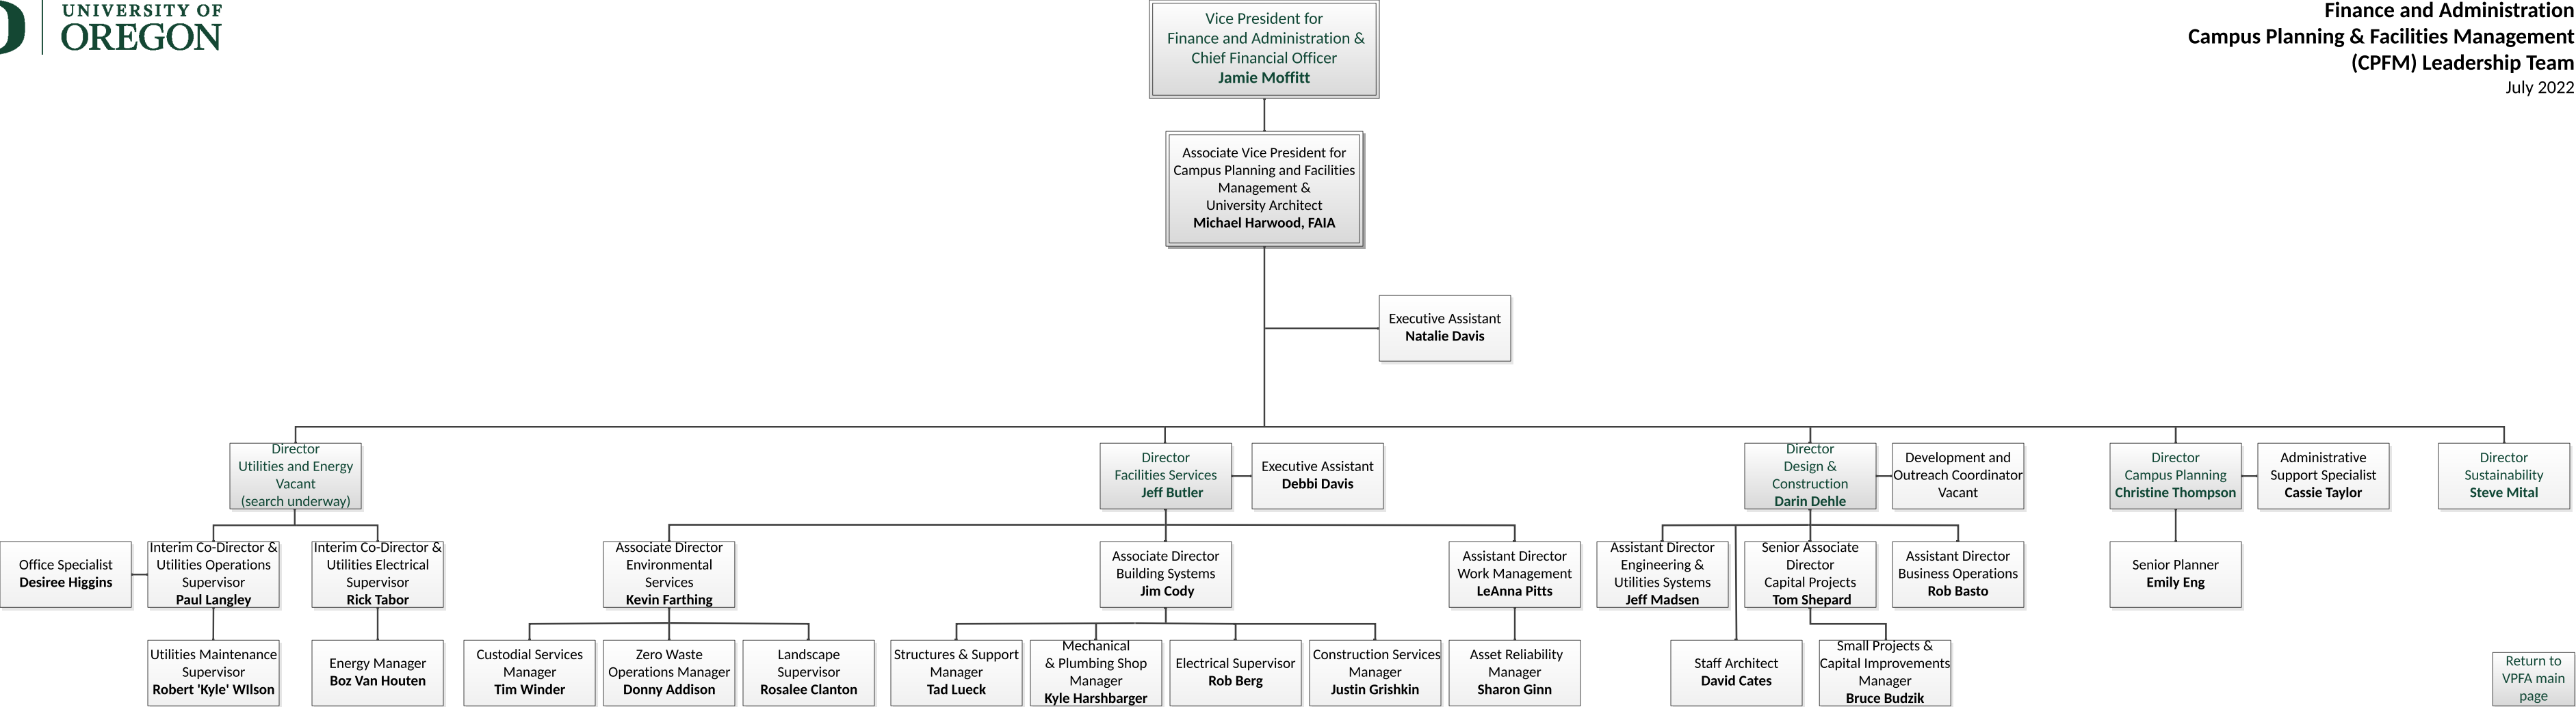 UNIVERSITY OF
OREGON
Finance and Administration
Campus Planning & Facilities Management
(CPFM) Leadership Team
July 2022
Vice President for
Finance and Administration &
Chief Financial Officer
Jamie Moffitt
Associate Vice President for
Campus Planning and Facilities
Management &
University Architect
Michael Harwood, FAIA
Executive Assistant
Natalie Davis
Director
Utilities and Energy
Vacant
(search underway)
Director
Facilities Services
Jeff Butler
Executive Assistant
Debbi Davis
Director
Design &
Construction
Darin Dehle
Development and
Outreach Coordinator
Vacant
Director
Campus Planning
Christine Thompson
Administrative
Support Specialist
Cassie Taylor
Director
Sustainability
Steve Mital
Office Specialist
Desiree Higgins
Interim Co-Director &
Utilities Operations
Supervisor
Paul Langley
Interim Co-Director &
Utilities Electrical
Supervisor
Rick Tabor
Associate Director
Environmental
Services
Kevin Farthing
Associate Director
Building Systems
Jim Cody
Assistant Director
Work Management
LeAnna Pitts
Assistant Director
Engineering &
Utilities Systems
Jeff Madsen
Senior Associate
Director
Capital Projects
Tom Shepard
Assistant Director
Business Operations
Rob Basto
Senior Planner
Emily Eng
Utilities Maintenance
Supervisor
Robert 'Kyle' WIlson
Energy Manager
Boz Van Houten
Custodial Services
Manager
Tim Winder
Zero Waste
Operations Manager
Donny Addison
Landscape
Supervisor
Rosalee Clanton
Structures & Support
Manager
Tad Lueck
Mechanical
& Plumbing Shop
Manager
Kyle Harshbarger
Electrical Supervisor
Rob Berg
Construction Services
Manager
Justin Grishkin
Asset Reliability
Manager
Sharon Ginn
Staff Architect
David Cates
Small Projects &
Capital Improvements
Manager
Bruce Budzik
Return to
VPFA main
page